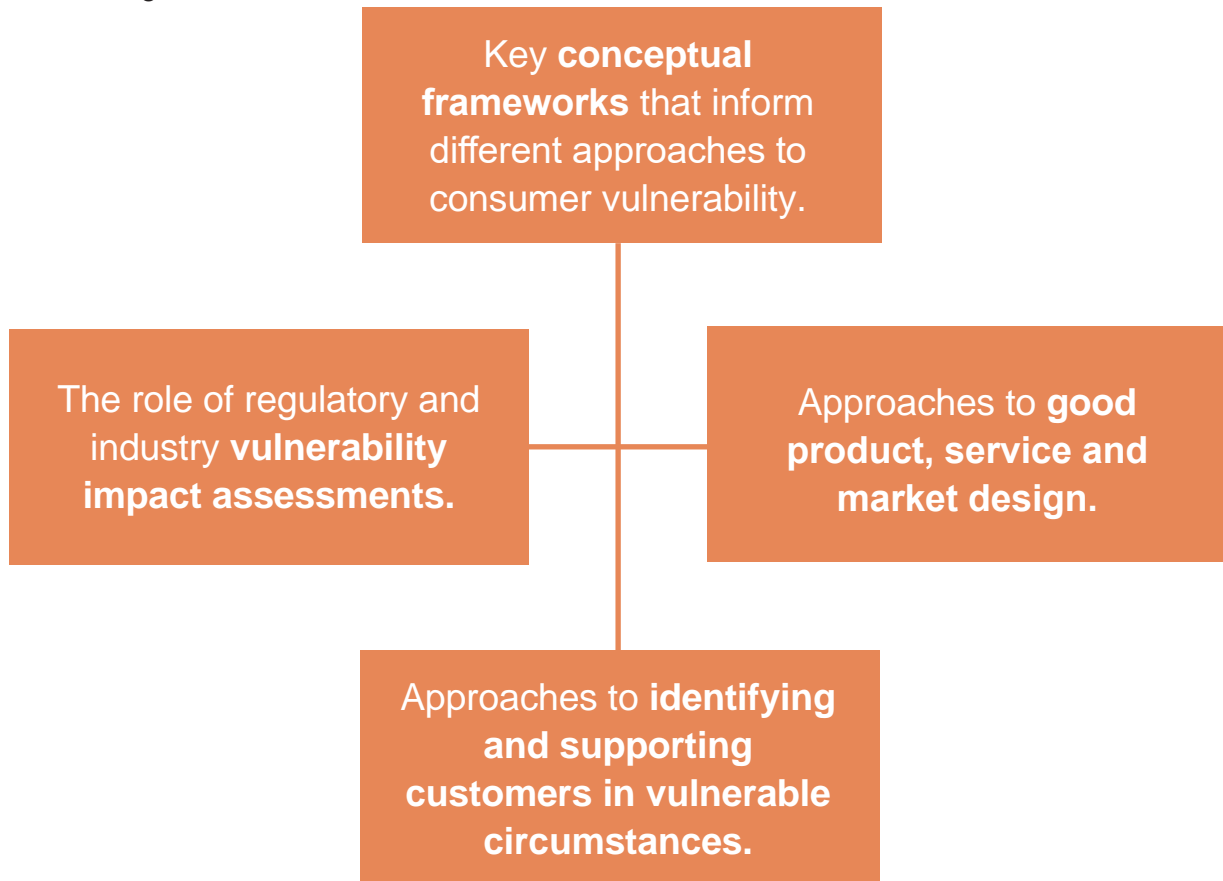 Key conceptual
frameworks that inform
different approaches to
consumer vulnerability.
The role of regulatory and
industry vulnerability
impact assessments.
Approaches to good
product, service and
market design.
Approaches to identifying
and supporting
customers in vulnerable
circumstances.